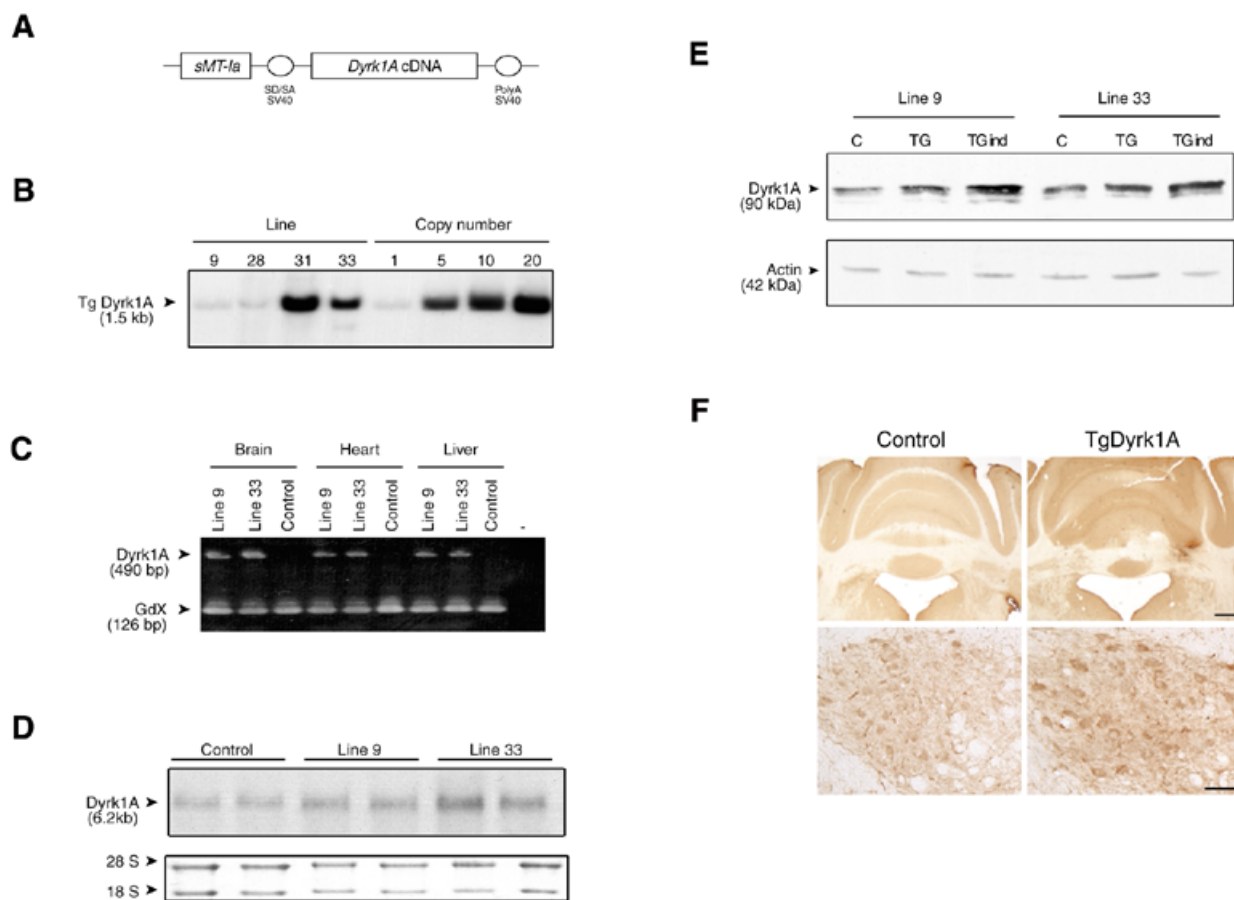 A
sMT-Ia
Dyrk1A cDNA
SD/SA
SV40
PolyA
SV40
B
Line
Copy number
9 28 31 33 1 5 10 20
Tg Dyrk1A
(1.5 kb)
C
Brain Heart Liver
Line 9 Line 33 Control Line 9 Line 33 Control Line 9 Line 33 Control -
Dyrk1A
(490 bp)
GdX
(126 bp)
D
Control Line 9 Line 33
Dyrk1A
(6.2kb)
28 S
18 S
E
Line 9 Line 33
C TG TGind C TG TGind
Dyrk1A
(90 kDa)
Actin
(42 kDa)
F
Control TgDyrk1A